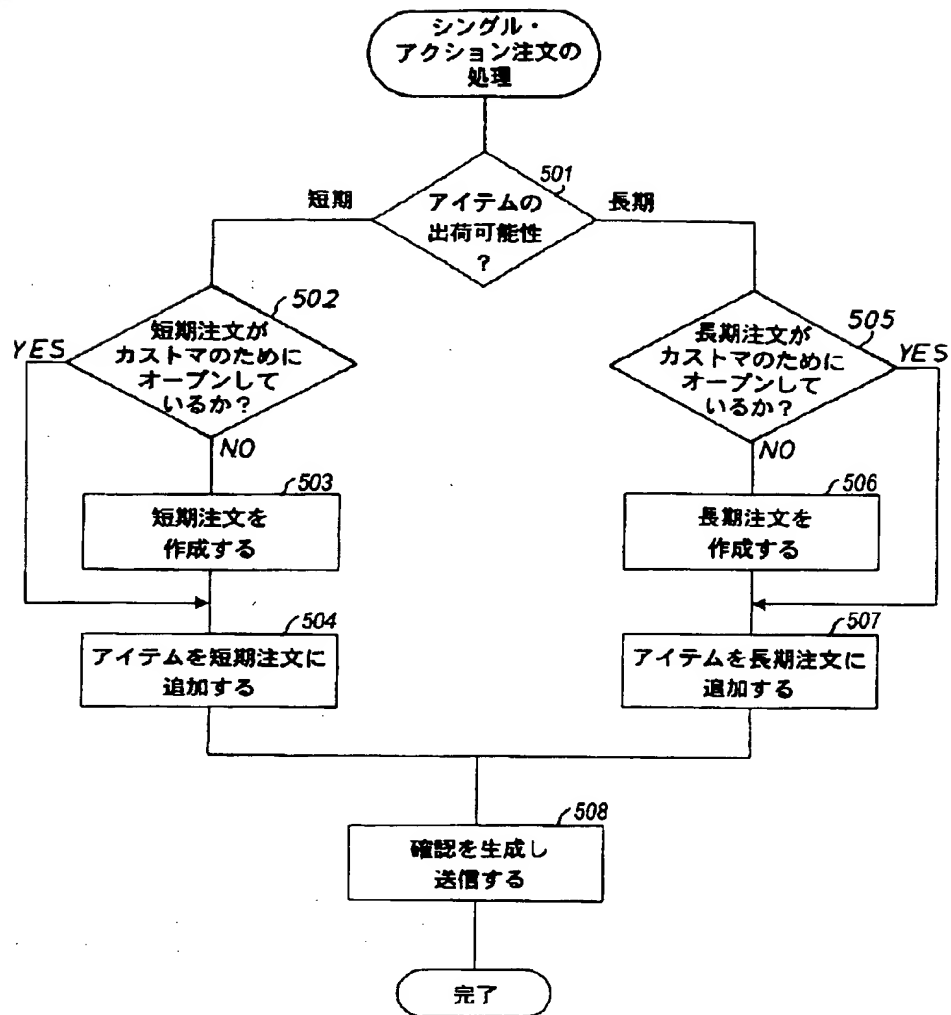 シングル・
アクション注文の
処理
501
アイテムの
出荷可能性
?
短期
長期
502
短期注文が
カストマのために
オープンして
いるか?
YES
NO
503
短期注文を
作成する
504
アイテムを短期注文に
追加する
505
長期注文が
カストマのために
オープンして
いるか?
YES
NO
506
長期注文を
作成する
507
アイテムを長期注文に
追加する
508
確認を生成し
送信する
完了